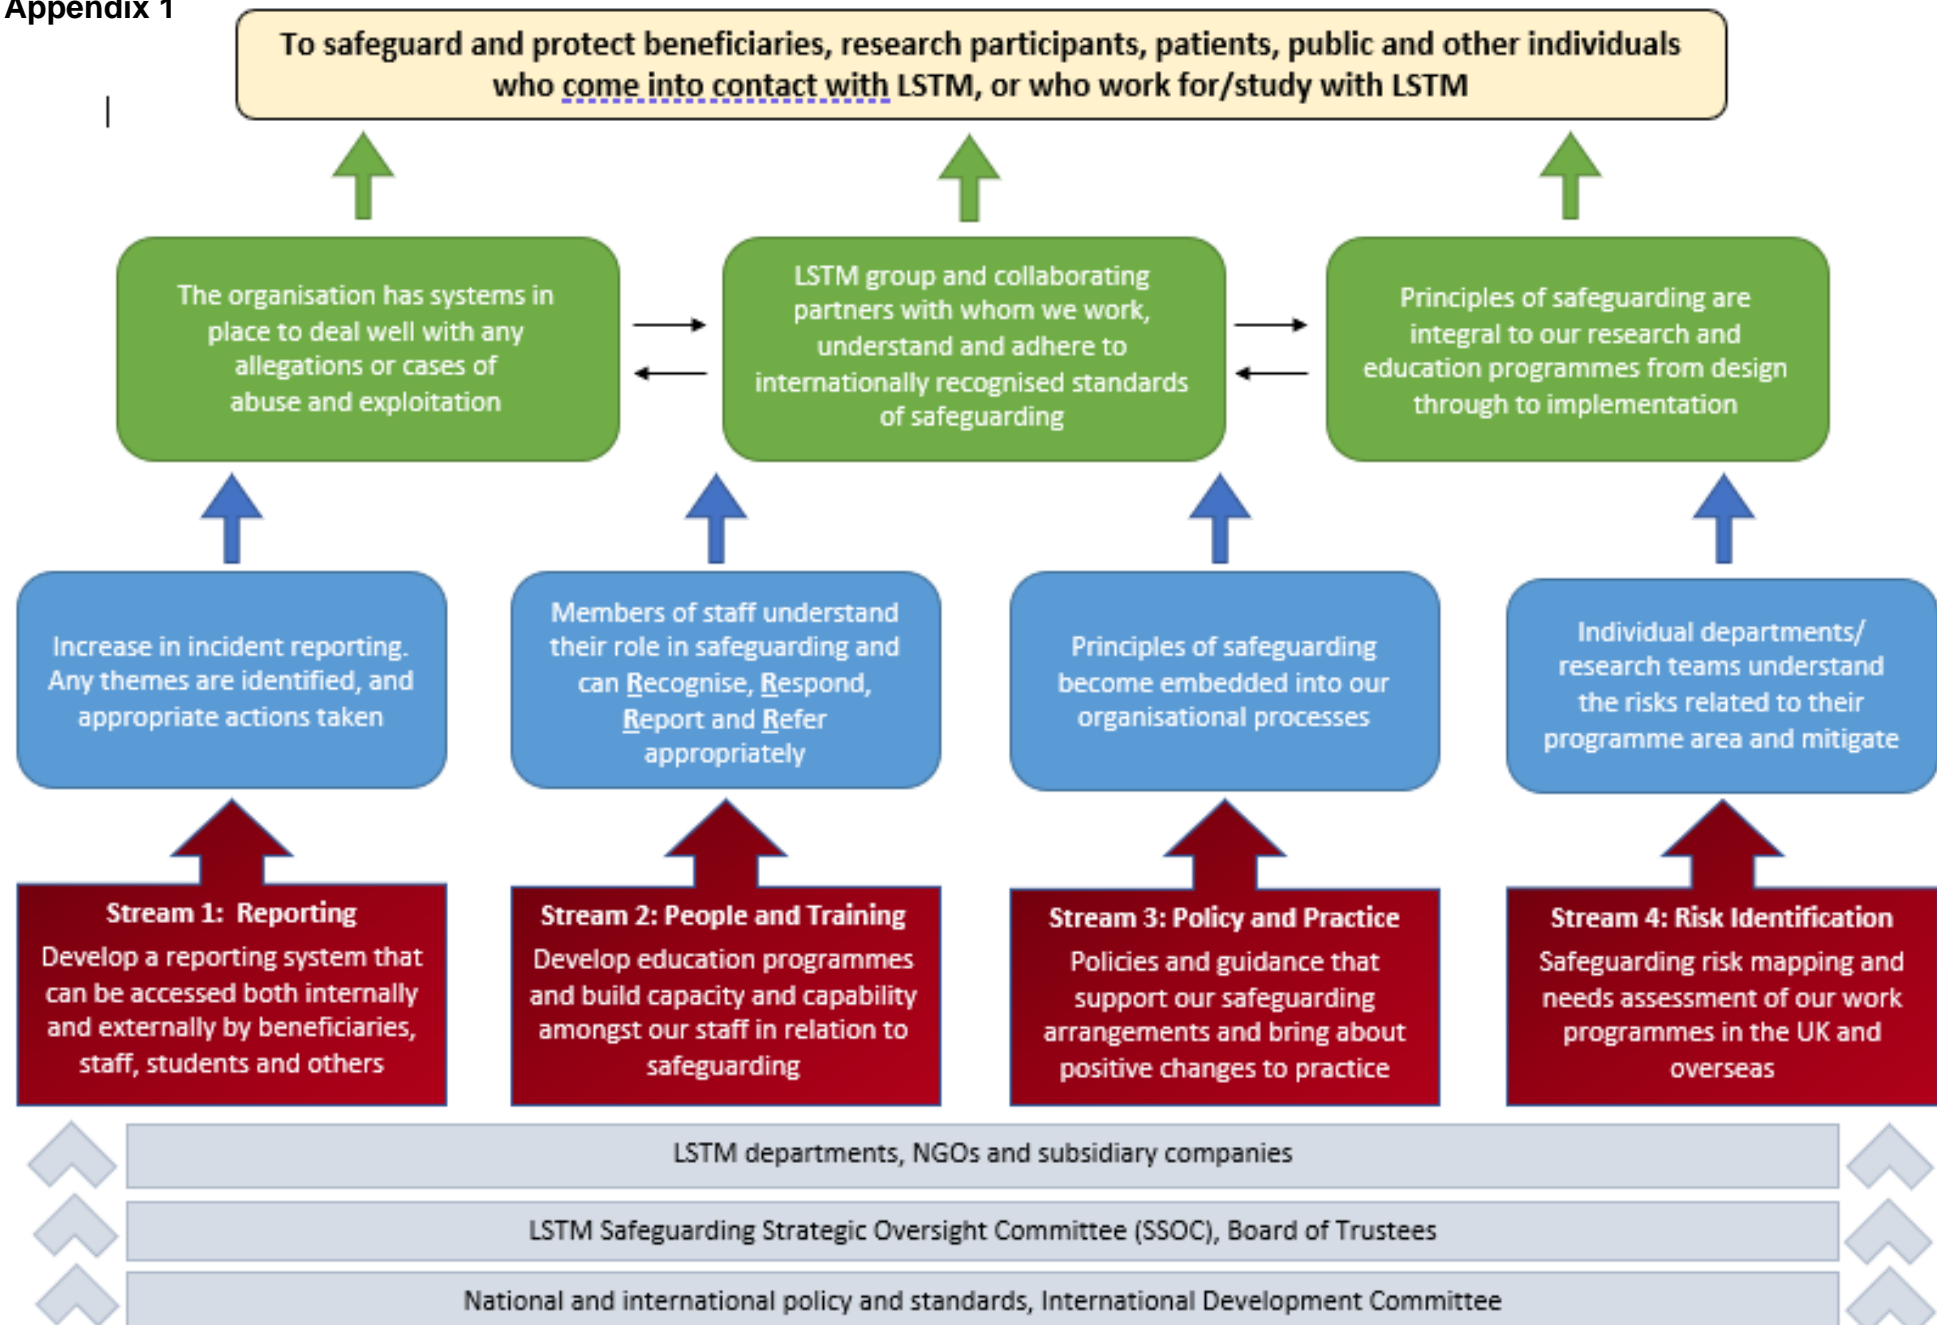 Appendix 1
To safeguard and protect beneficiaries, research participants, patients, public and other individuals
who come into contact with LSTM, or who work for/study with LSTM
The organisation has systems in
place to deal well with any
allegations or cases of
abuse and exploitation
LSTM group and collaborating
partners with whom we work,
understand and adhere to
internationally recognised standards
of safeguarding
Principles of safeguarding are
integral to our research and
education programmes from design
through to implementation
Increase in incident reporting.
Any themes are identified, and
appropriate actions taken
Members of staff understand
their role in safeguarding and
can Recognise, Respond,
Report and Refer
appropriately
Principles of safeguarding
become embedded into our
organisational processes
Individual departments/
research teams understand
the risks related to their
programme area and mitigate
Stream 1: Reporting
Develop a reporting system that
can be accessed both internally
and externally by beneficiaries,
staff, students and others
Stream 2: People and Training
Develop education programmes
and build capacity and capability
amongst our staff in relation to
safeguarding
Stream 3: Policy and Practice
Policies and guidance that
support our safeguarding
arrangements and bring about
positive changes to practice
Stream 4: Risk Identification
Safeguarding risk mapping and
needs assessment of our work
programmes in the UK and
overseas
LSTM departments, NGOs and subsidiary companies
LSTM Safeguarding Strategic Oversight Committee (SSOC), Board of Trustees
National and international policy and standards, International Development Committee